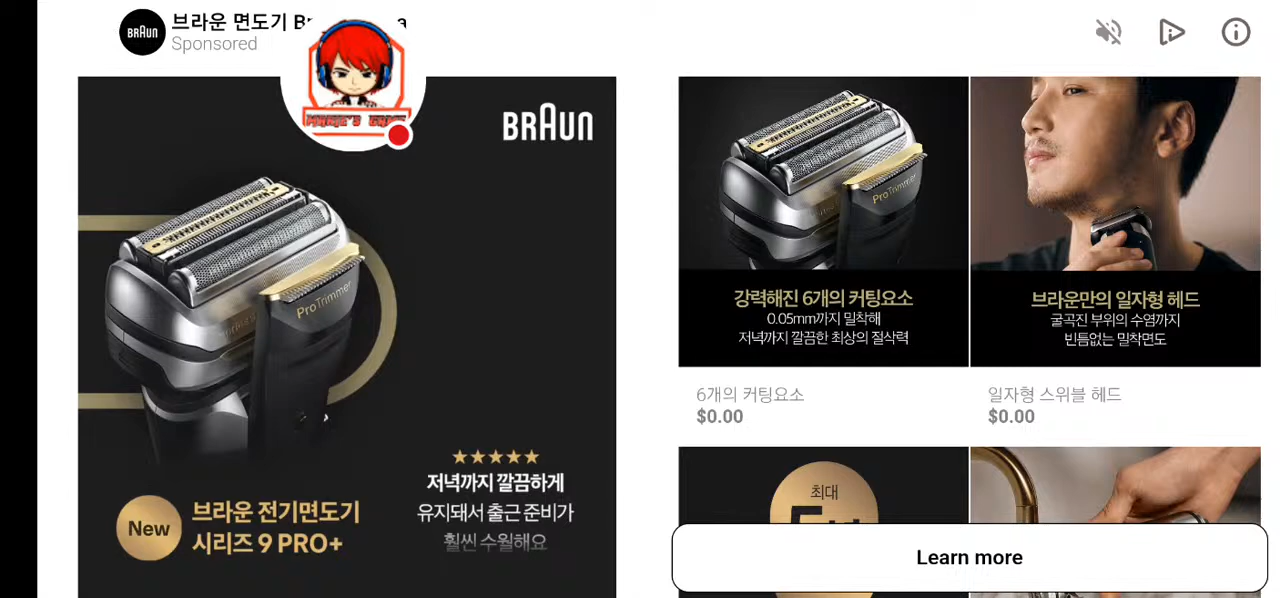 BRAUN
브라운 면도기
Sponsored
BRAUN
ProTrimmer
New
브라운 전기면도기
시리즈 9 PRO+
★★★★★
저녁까지 깔끔하게
유지돼서 출근 준비가
훨씬 수월해요
ProTrimmer
강력해진 6개의 커팅요소
0.05mm까지 밀착해
저녁까지 깔끔한 최상의 절삭력
브라운만의 일자형 헤드
굴곡진 부위의 수염까지
빈틈없는 밀착면도
6개의 커팅요소
$0.00
일자형 스위블 헤드
$0.00
최대
Learn more